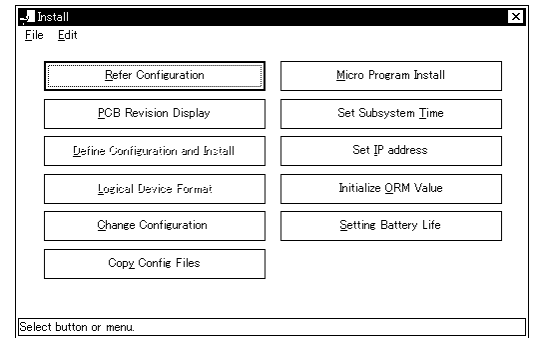 Install
File Edit
Refer Configuration
Micro Program Install
PCB Revision Display
Set Subsystem Time
Define Configuration and Install
Set IP address
Logical Device Format
Initialize ORM Value
Change Configuration
Setting Battery Life
Copy Config Files
Select button or menu.